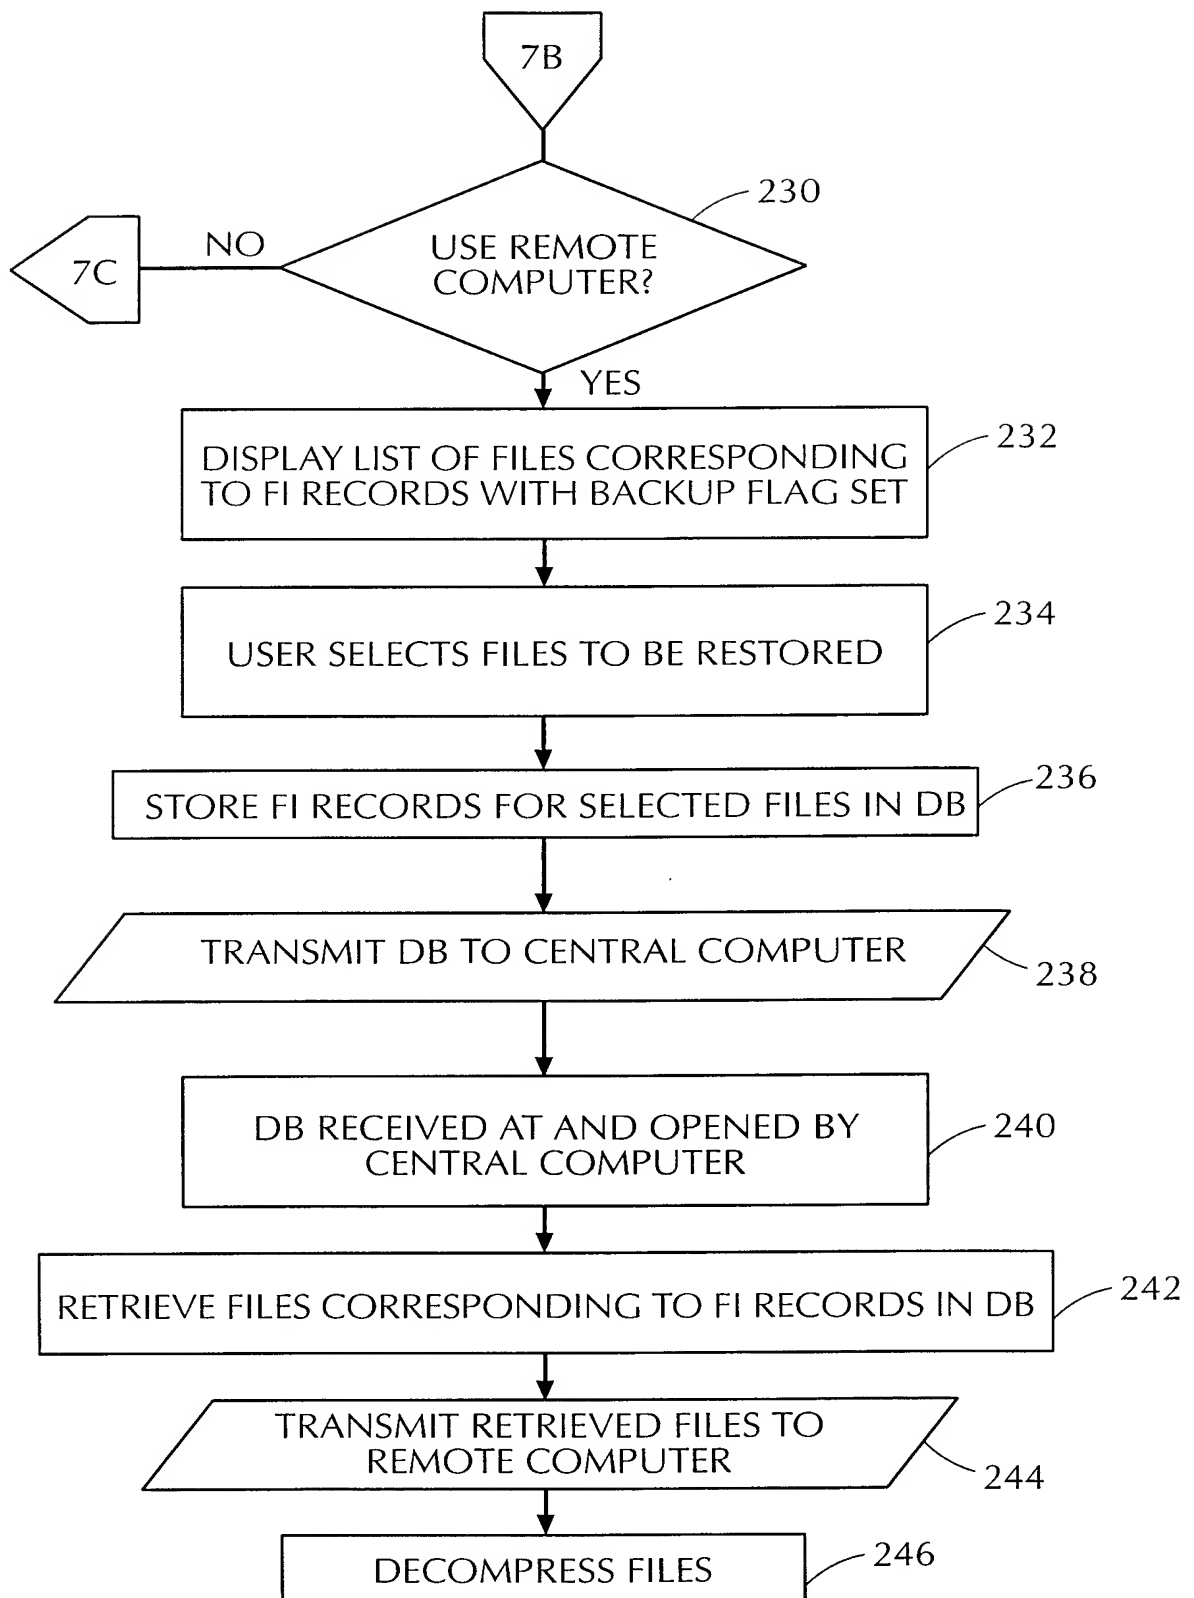 7B
230
USE REMOTE
COMPUTER?
NO
7C
YES
232
DISPLAY LIST OF FILES CORRESPONDING
TO FI RECORDS WITH BACKUP FLAG SET
234
USER SELECTS FILES TO BE RESTORED
236
STORE FI RECORDS FOR SELECTED FILES IN DB
TRANSMIT DB TO CENTRAL COMPUTER
238
DB RECEIVED AT AND OPENED BY
CENTRAL COMPUTER
240
RETRIEVE FILES CORRESPONDING TO FI RECORDS IN DB
242
TRANSMIT RETRIEVED FILES TO
REMOTE COMPUTER
244
DECOMPRESS FILES
246